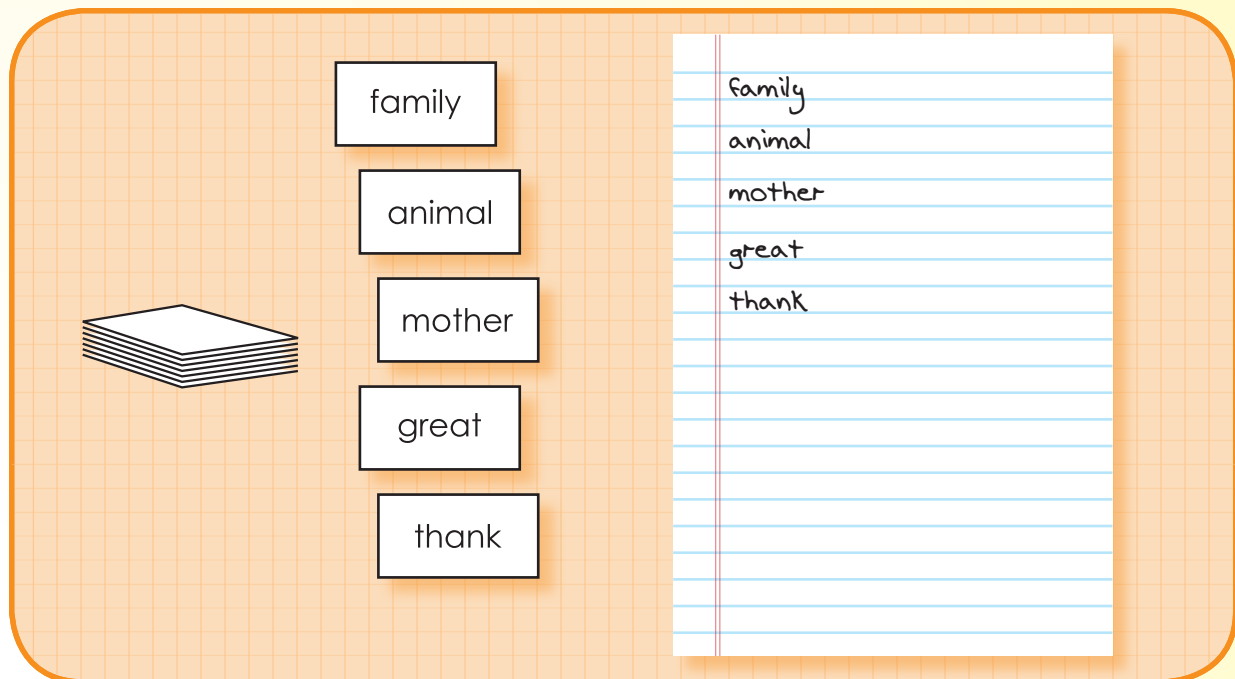 family
animal
mother
great
thank
family
animal
mother
great
thank